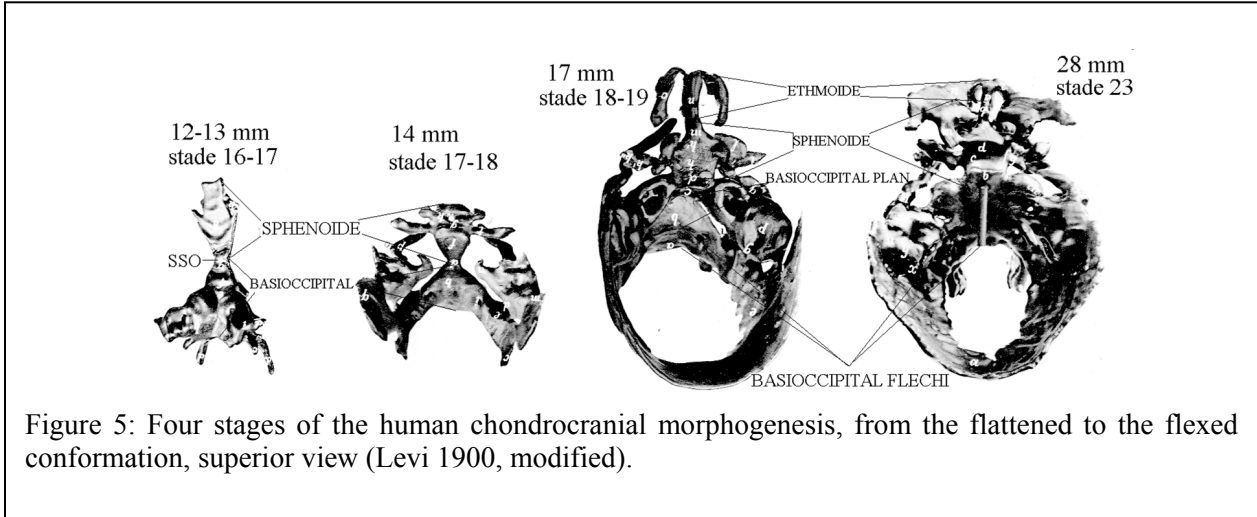 12-13 mm
stade 16-17
14 mm
stade 17-18
17 mm
stade 18-19
28 mm
stade 23
ETHMOIDE
SPHENOIDE
BASIOCCIPITAL PLAN
SPHENOIDE
SSO
BASIOCCIPITAL
BASIOCCIPITAL FLECHI
Figure 5: Four stages of the human chondrocranial morphogenesis, from the flattened to the flexed
conformation, superior view (Levi 1900, modified).